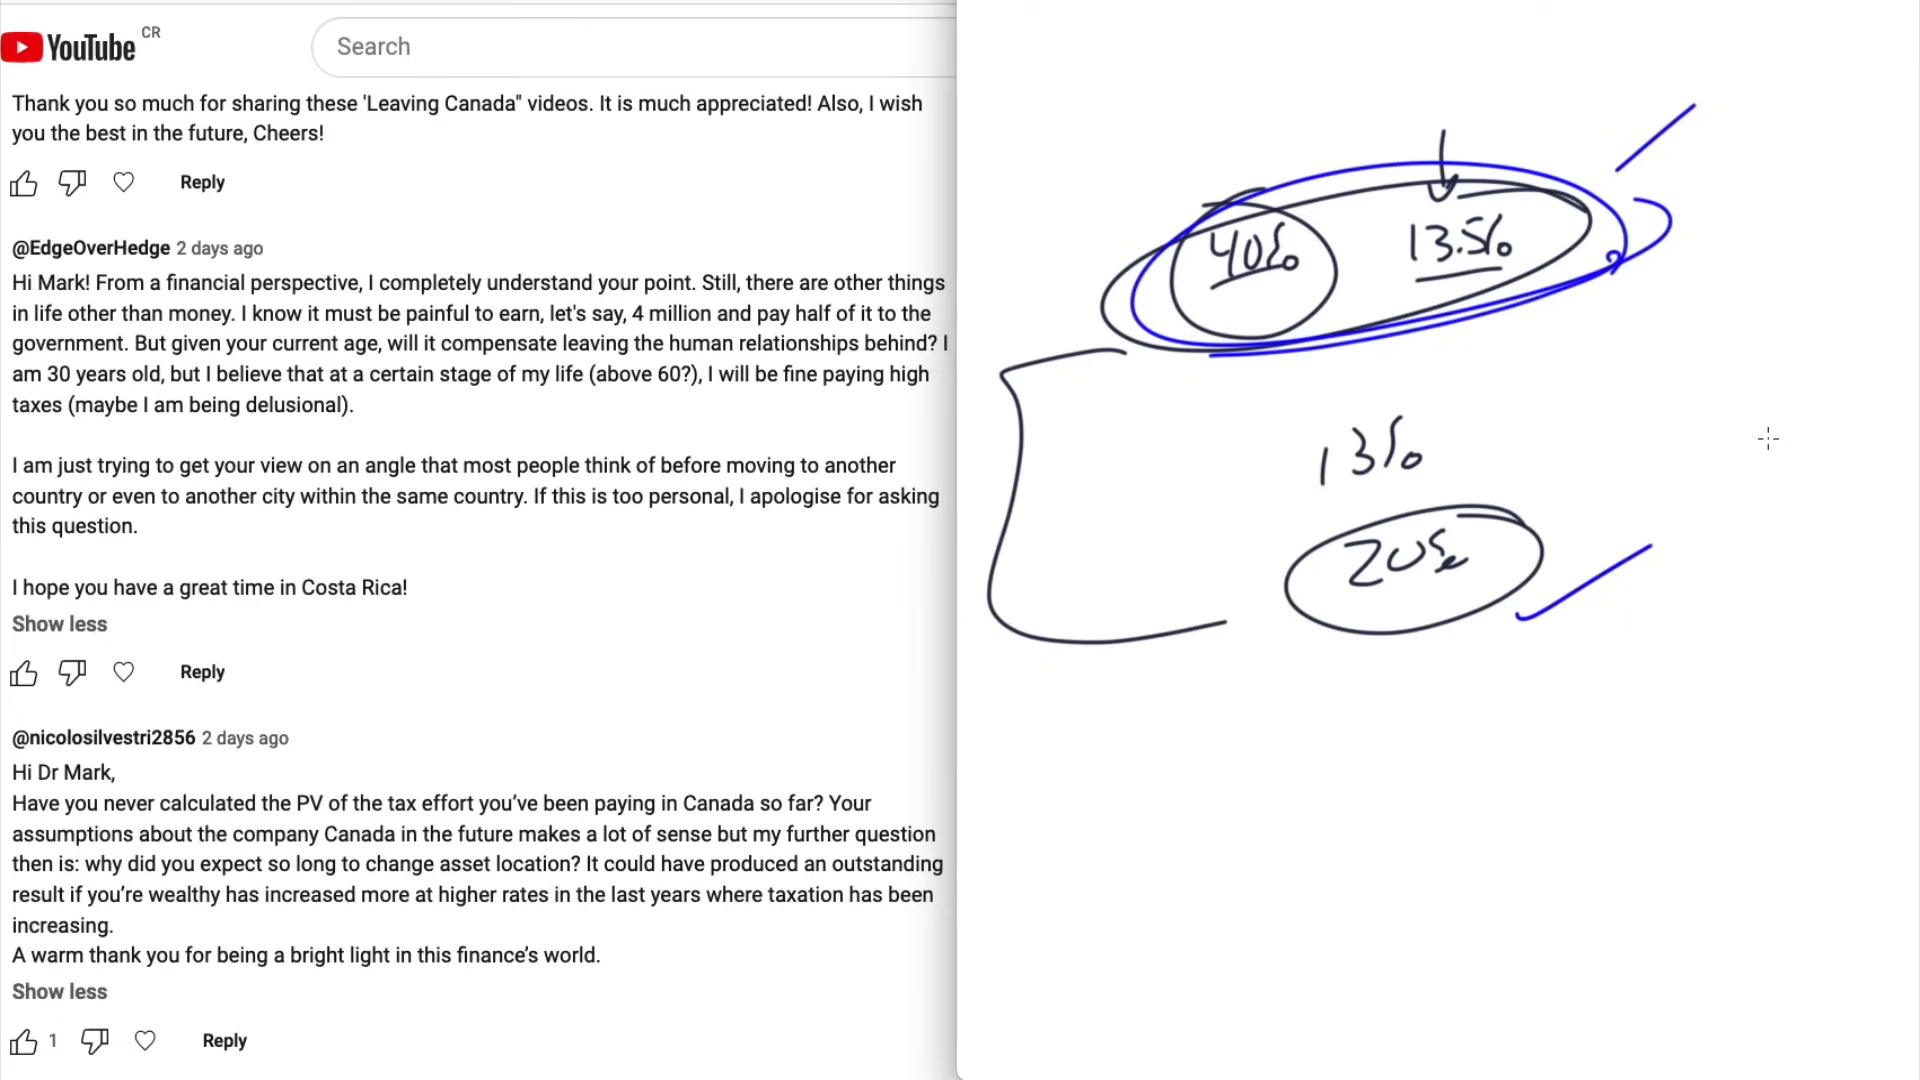 YouTube CR
Search
Thank you so much for sharing these 'Leaving Canada" videos. It is much appreciated! Also, I wish
you the best in the future, Cheers!
Reply
@EdgeOverHedge 2 days ago
Hi Mark! From a financial perspective, I completely understand your point. Still, there are other things
in life other than money. I know it must be painful to earn, let's say, 4 million and pay half of it to the
government. But given your current age, will it compensate leaving the human relationships behind? I
am 30 years old, but I believe that at a certain stage of my life (above 60?), I will be fine paying high
taxes (maybe I am being delusional).
I am just trying to get your view on an angle that most people think of before moving to another
country or even to another city within the same country. If this is too personal, I apologise for asking
this question.
I hope you have a great time in Costa Rica!
Show less
Reply
@nicolosilvestri2856 2 days ago
Hi Dr Mark,
Have you never calculated the PV of the tax effort you’ve been paying in Canada so far? Your
assumptions about the company Canada in the future makes a lot of sense but my further question
then is: why did you expect so long to change asset location? It could have produced an outstanding
result if you’re wealthy has increased more at higher rates in the last years where taxation has been
increasing.
A warm thank you for being a bright light in this finance’s world.
Show less
1 Reply
40% 13.5%
13%
20%